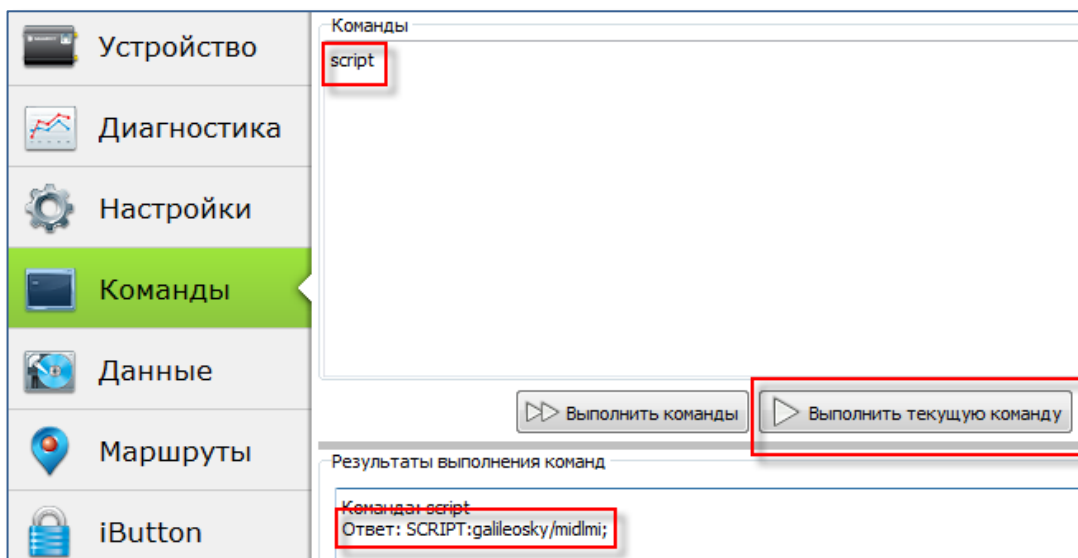 Устройство
Диагностика
Настройки
Команды
Данные
Маршруты
iButton
Команды
script
Выполнить команды
Выполнить текущую команду
Результаты выполнения команд
Команда: script
Ответ: SCRIPT:galileosky/midlmi;